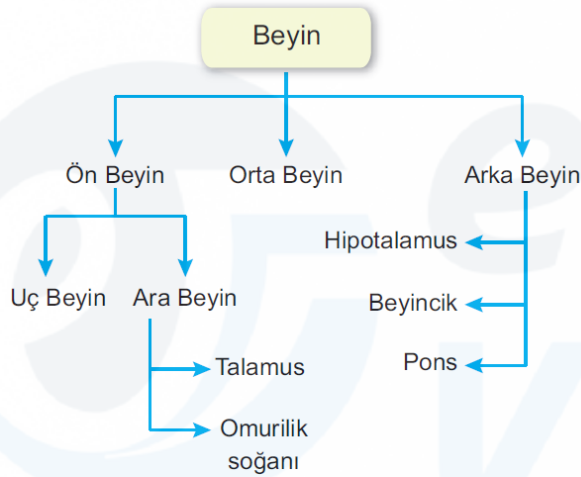 Beyin
Ön Beyin
Orta Beyin
Arka Beyin
Uç Beyin
Ara Beyin
Talamus
Omurilik
soğanı
Hipotalamus
Beyincik
Pons